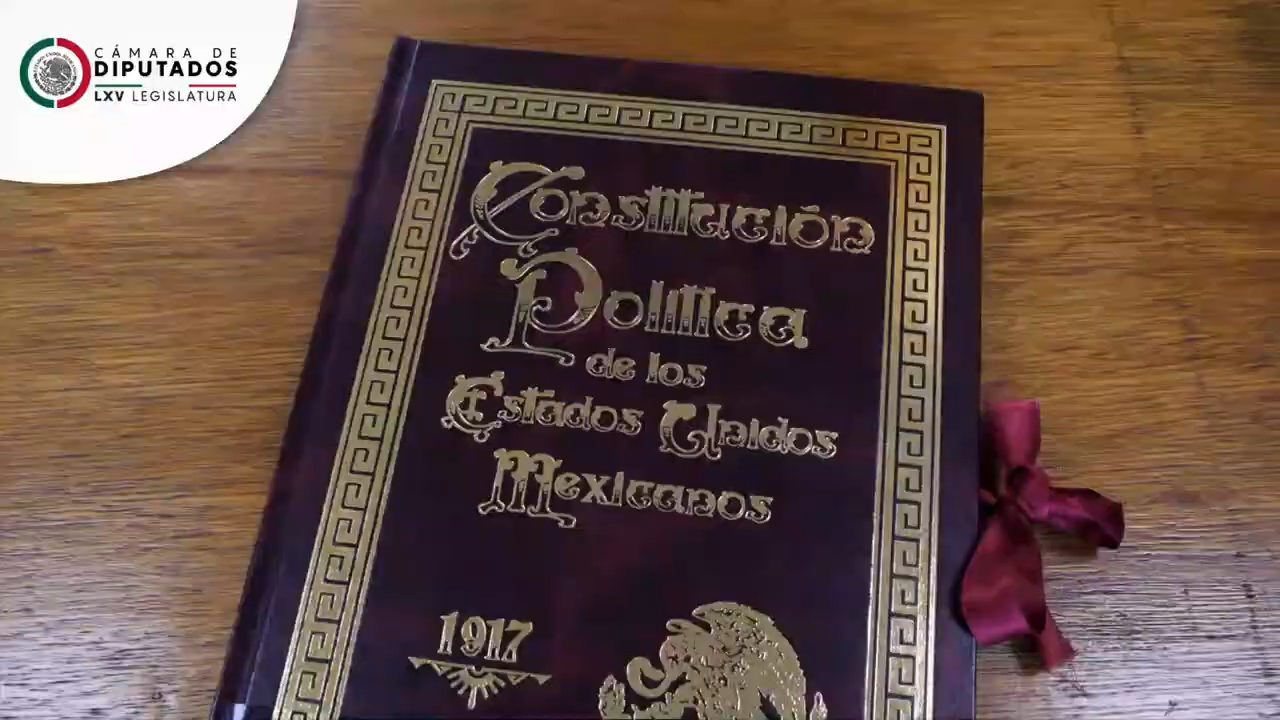 CÁMARA DE
DIPUTADOS
LXV LEGISLATURA
Constitución
Política
de los
Estados Unidos
Mexicanos
1917